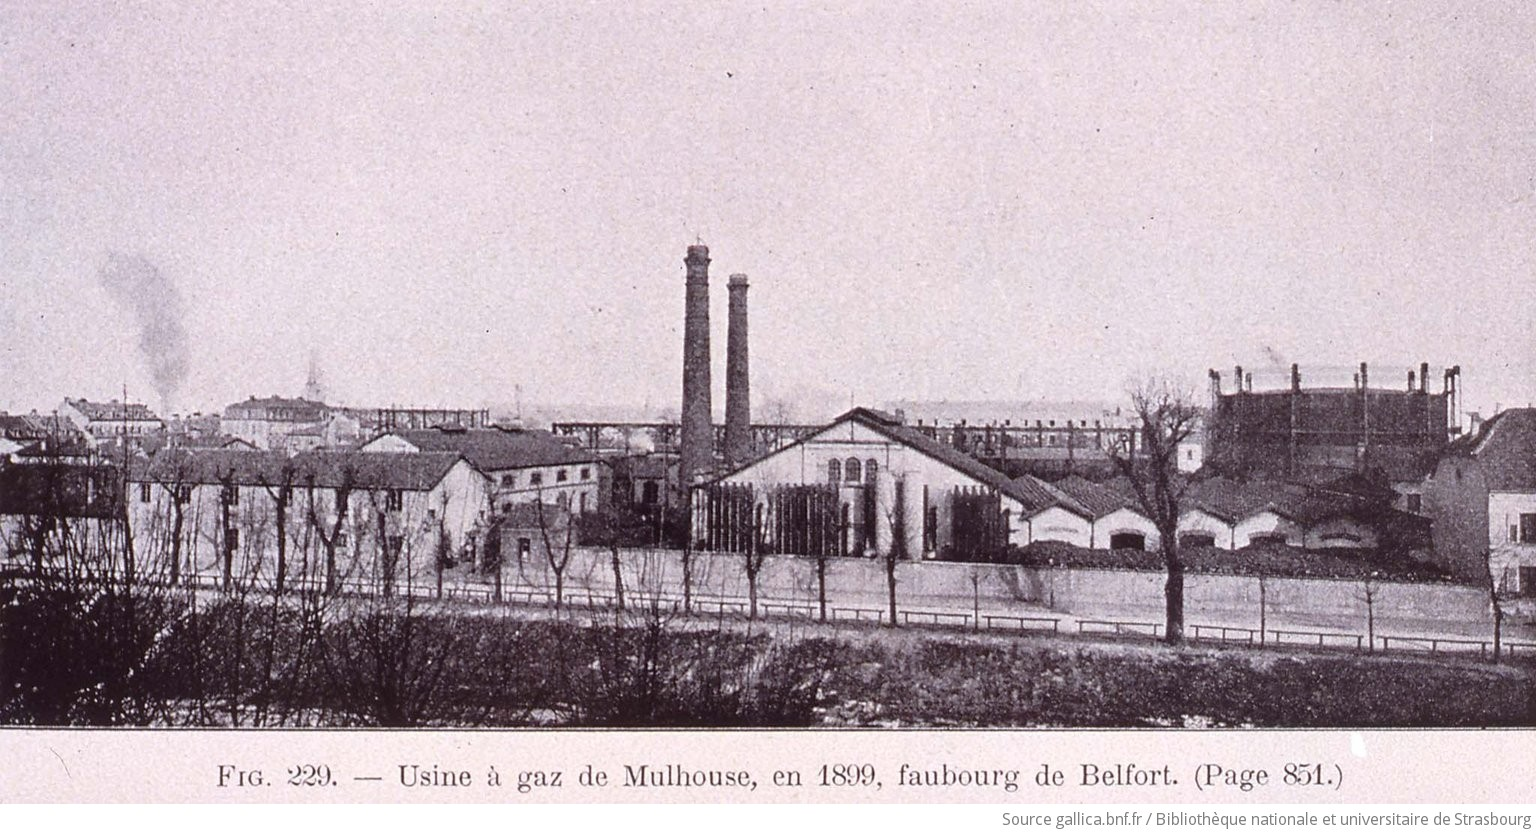 Fig. 229. — Usine à gaz de Mulhouse, en 1899, faubourg de Belfort. (Page 851.)
Source gallica.bnf.fr / Bibliothèque nationale et universitaire de Strasbourg